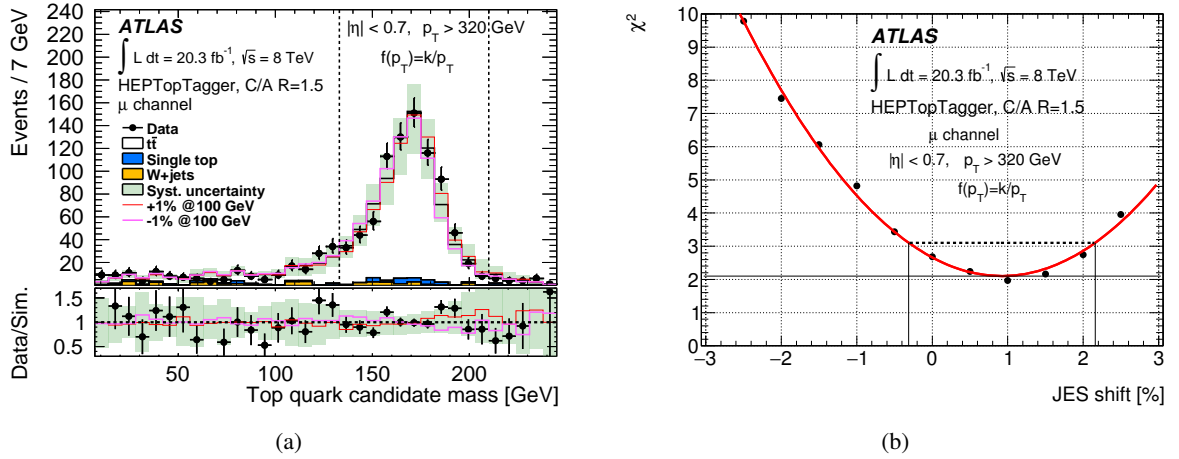 ATLAS
∫ L dt = 20.3 fb⁻¹, √s = 8 TeV
HEPTopTagger, C/A R=1.5
μ channel
|η| < 0.7, p_T > 320 GeV
f(p_T)=k/p_T
Data
tt̄
Single top
W+jets
Syst. uncertainty
+1% @100 GeV
-1% @100 GeV
Events / 7 GeV
240
220
200
180
160
140
120
100
80
60
40
20
Data/Sim.
1.5
1
0.5
50 100 150 200
Top quark candidate mass [GeV]
(a)
χ²
10
9
8
7
6
5
4
3
2
1
0
ATLAS
∫ L dt = 20.3 fb⁻¹, √s = 8 TeV
HEPTopTagger, C/A R=1.5
μ channel
|η| < 0.7, p_T > 320 GeV
f(p_T)=k/p_T
−3 −2 −1 0 1 2 3
JES shift [%]
(b)